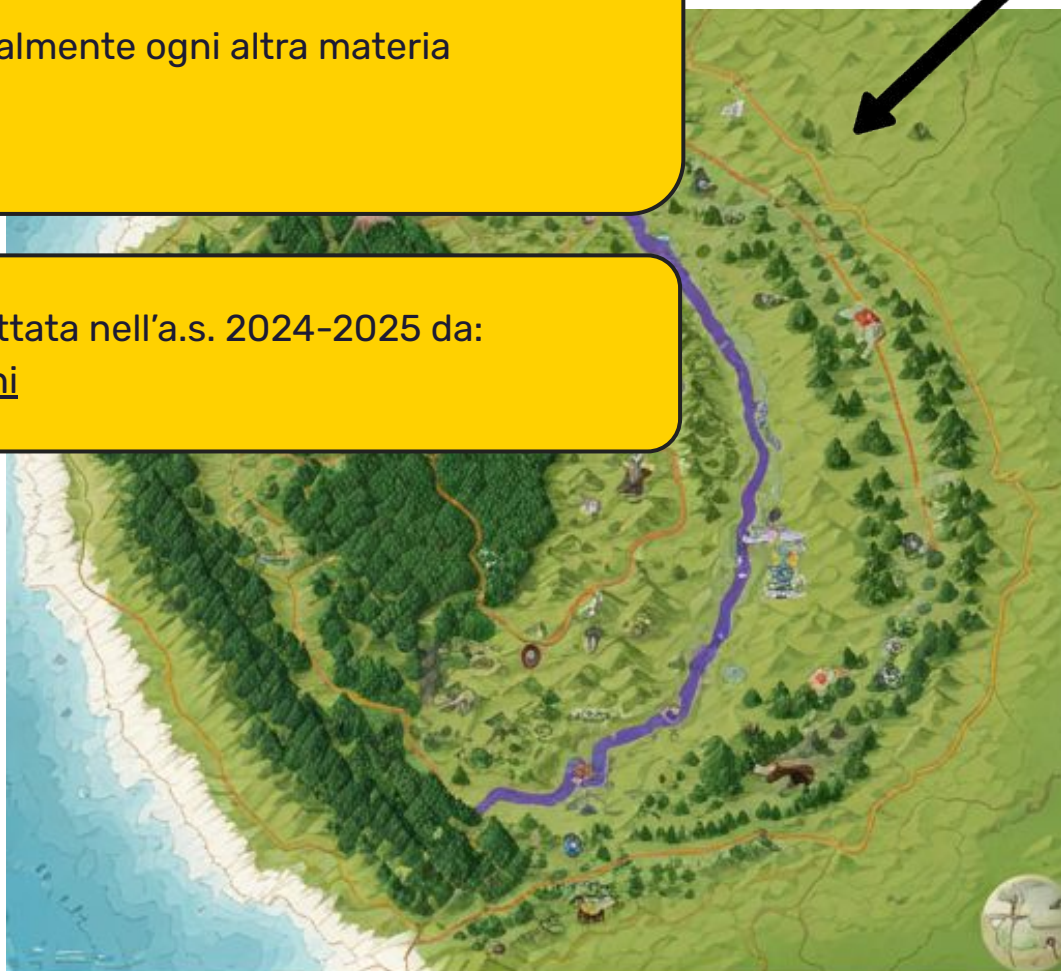 almente ogni altra materia
ttata nell’a.s. 2024-2025 da:
ni